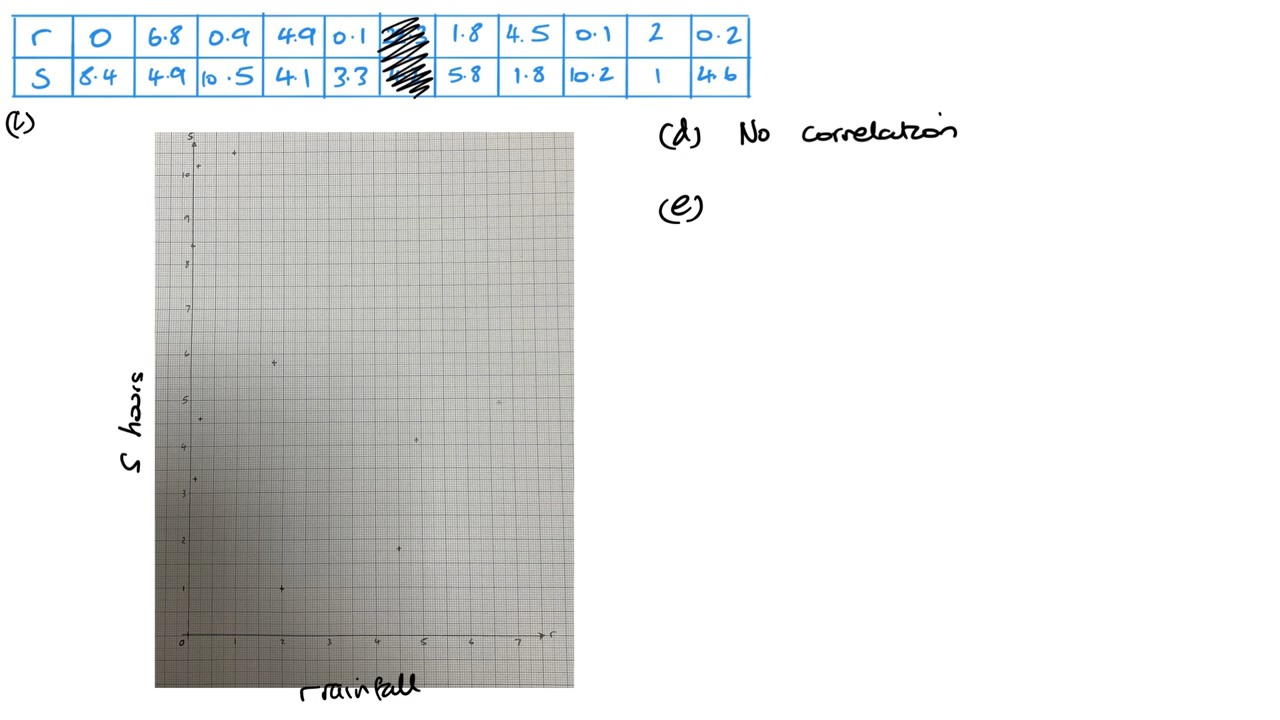 r 0 6.8 0.9 4.9 0.1 1.8 4.5 0.1 2 0.2
S 8.4 4.9 10.5 4.1 3.3 5.8 1.8 10.2 1 4.6
(c)
(d) No correlation
(e)
S
10
9
8
7
6
5
4
3
2
1
0 1 2 3 4 5 6 7 r
S hours
r rainfall